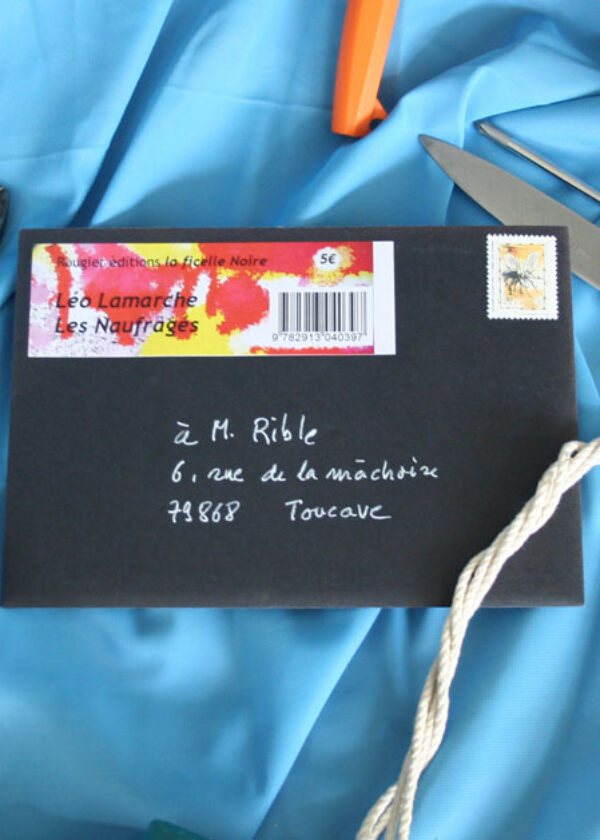 Rougier éditions la ficelle Noire
5€
Léo Lamarche
Les Naufragés
9 782913 040397
à M. Rible
6, rue de la mâchoire
79868 Toucave